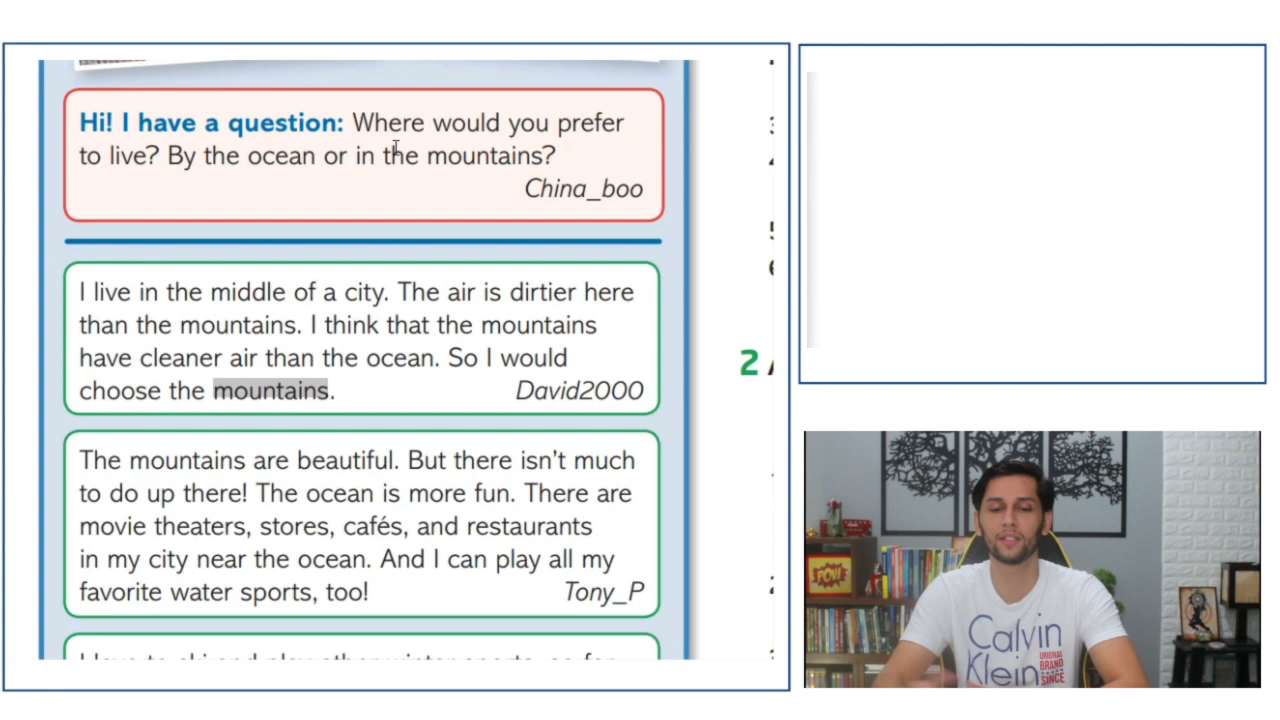 Hi! I have a question: Where would you prefer
to live? By the ocean or in the mountains?
China_boo
I live in the middle of a city. The air is dirtier here
than the mountains. I think that the mountains
have cleaner air than the ocean. So I would
choose the mountains. David2000
The mountains are beautiful. But there isn't much
to do up there! The ocean is more fun. There are
movie theaters, stores, cafés, and restaurants
in my city near the ocean. And I can play all my
favorite water sports, too! Tony_P
2
POW
Calvin
Klein
ORIGINAL
BRAND
SINCE